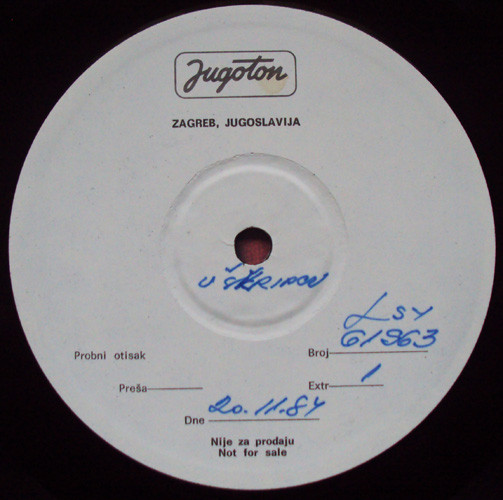 Jugoton
ZAGREB, JUGOSLAVIJA
U ŠKRIPCU
LSY
61963
Probni otisak
Broj
Preša
Extr 1
Dne 20.11.84
Nije za prodaju
Not for sale